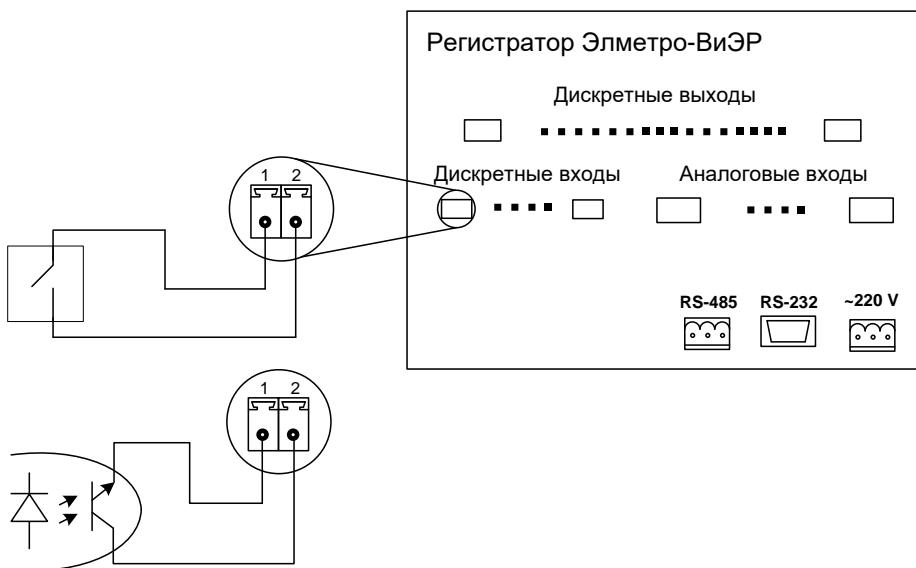 Регистратор Элметро-ВиЭР
Дискретные выходы
Дискретные входы
Аналоговые входы
1 2
RS-485
RS-232
~220 V
1 2